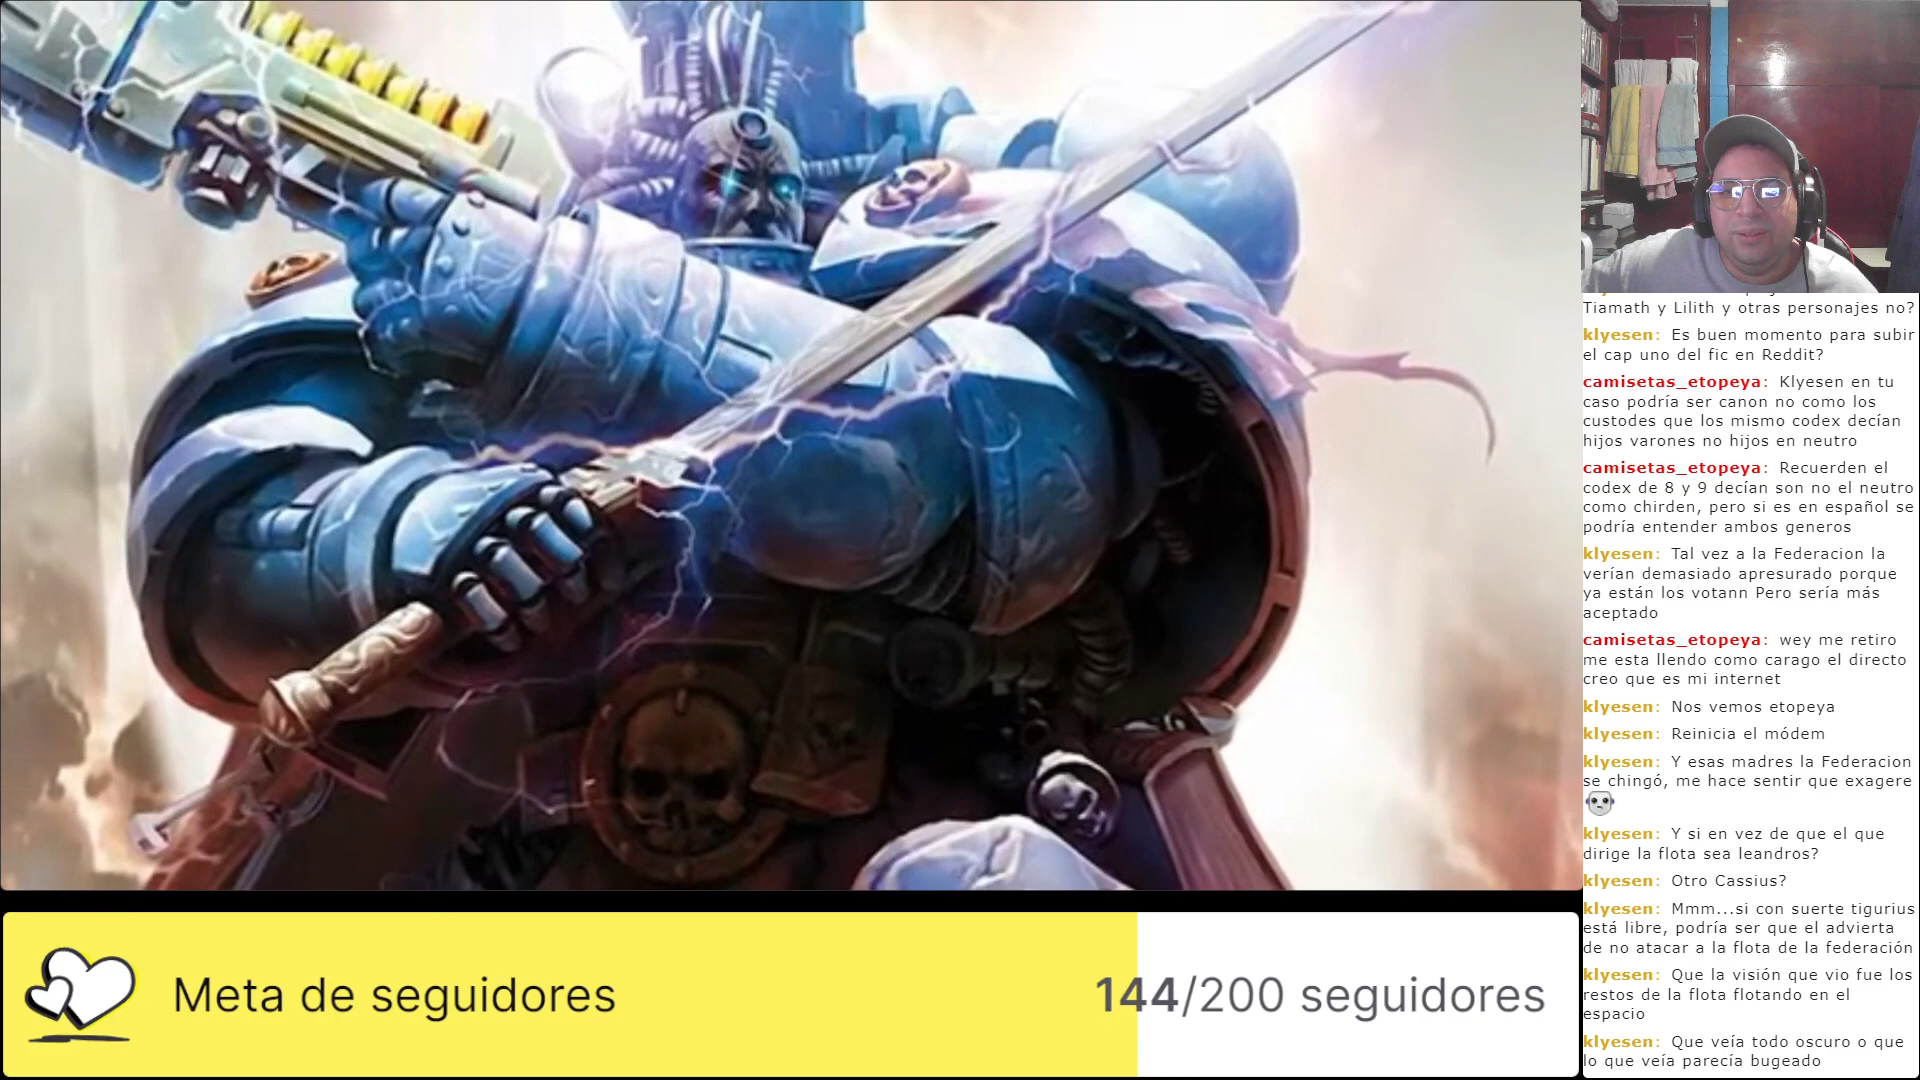 Tiamath y Lilith y otras personajes no?
klyesen: Es buen momento para subir
el cap uno del fic en Reddit?
camisetas_etopeya: Klyesen en tu
caso podría ser canon no como los
custodes que los mismo codex decían
hijos varones no hijos en neutro
camisetas_etopeya: Recuerden el
codex de 8 y 9 decían son no el neutro
como chirden, pero si es en español se
podría entender ambos generos
klyesen: Tal vez a la Federacion la
verían demasiado apresurado porque
ya están los votann Pero sería más
aceptado
camisetas_etopeya: wey me retiro
me esta llendo como carago el directo
creo que es mi internet
klyesen: Nos vemos etopeya
klyesen: Reinicia el módem
klyesen: Y esas madres la Federacion
se chingó, me hace sentir que exagere
klyesen: Y si en vez de que el que
dirige la flota sea leandros?
klyesen: Otro Cassius?
klyesen: Mmm...si con suerte tigurius
está libre, podría ser que el advierta
de no atacar a la flota de la federación
klyesen: Que la visión que vio fue los
restos de la flota flotando en el
espacio
klyesen: Que veía todo oscuro o que
lo que veía parecía bugeado
Meta de seguidores
144/200 seguidores